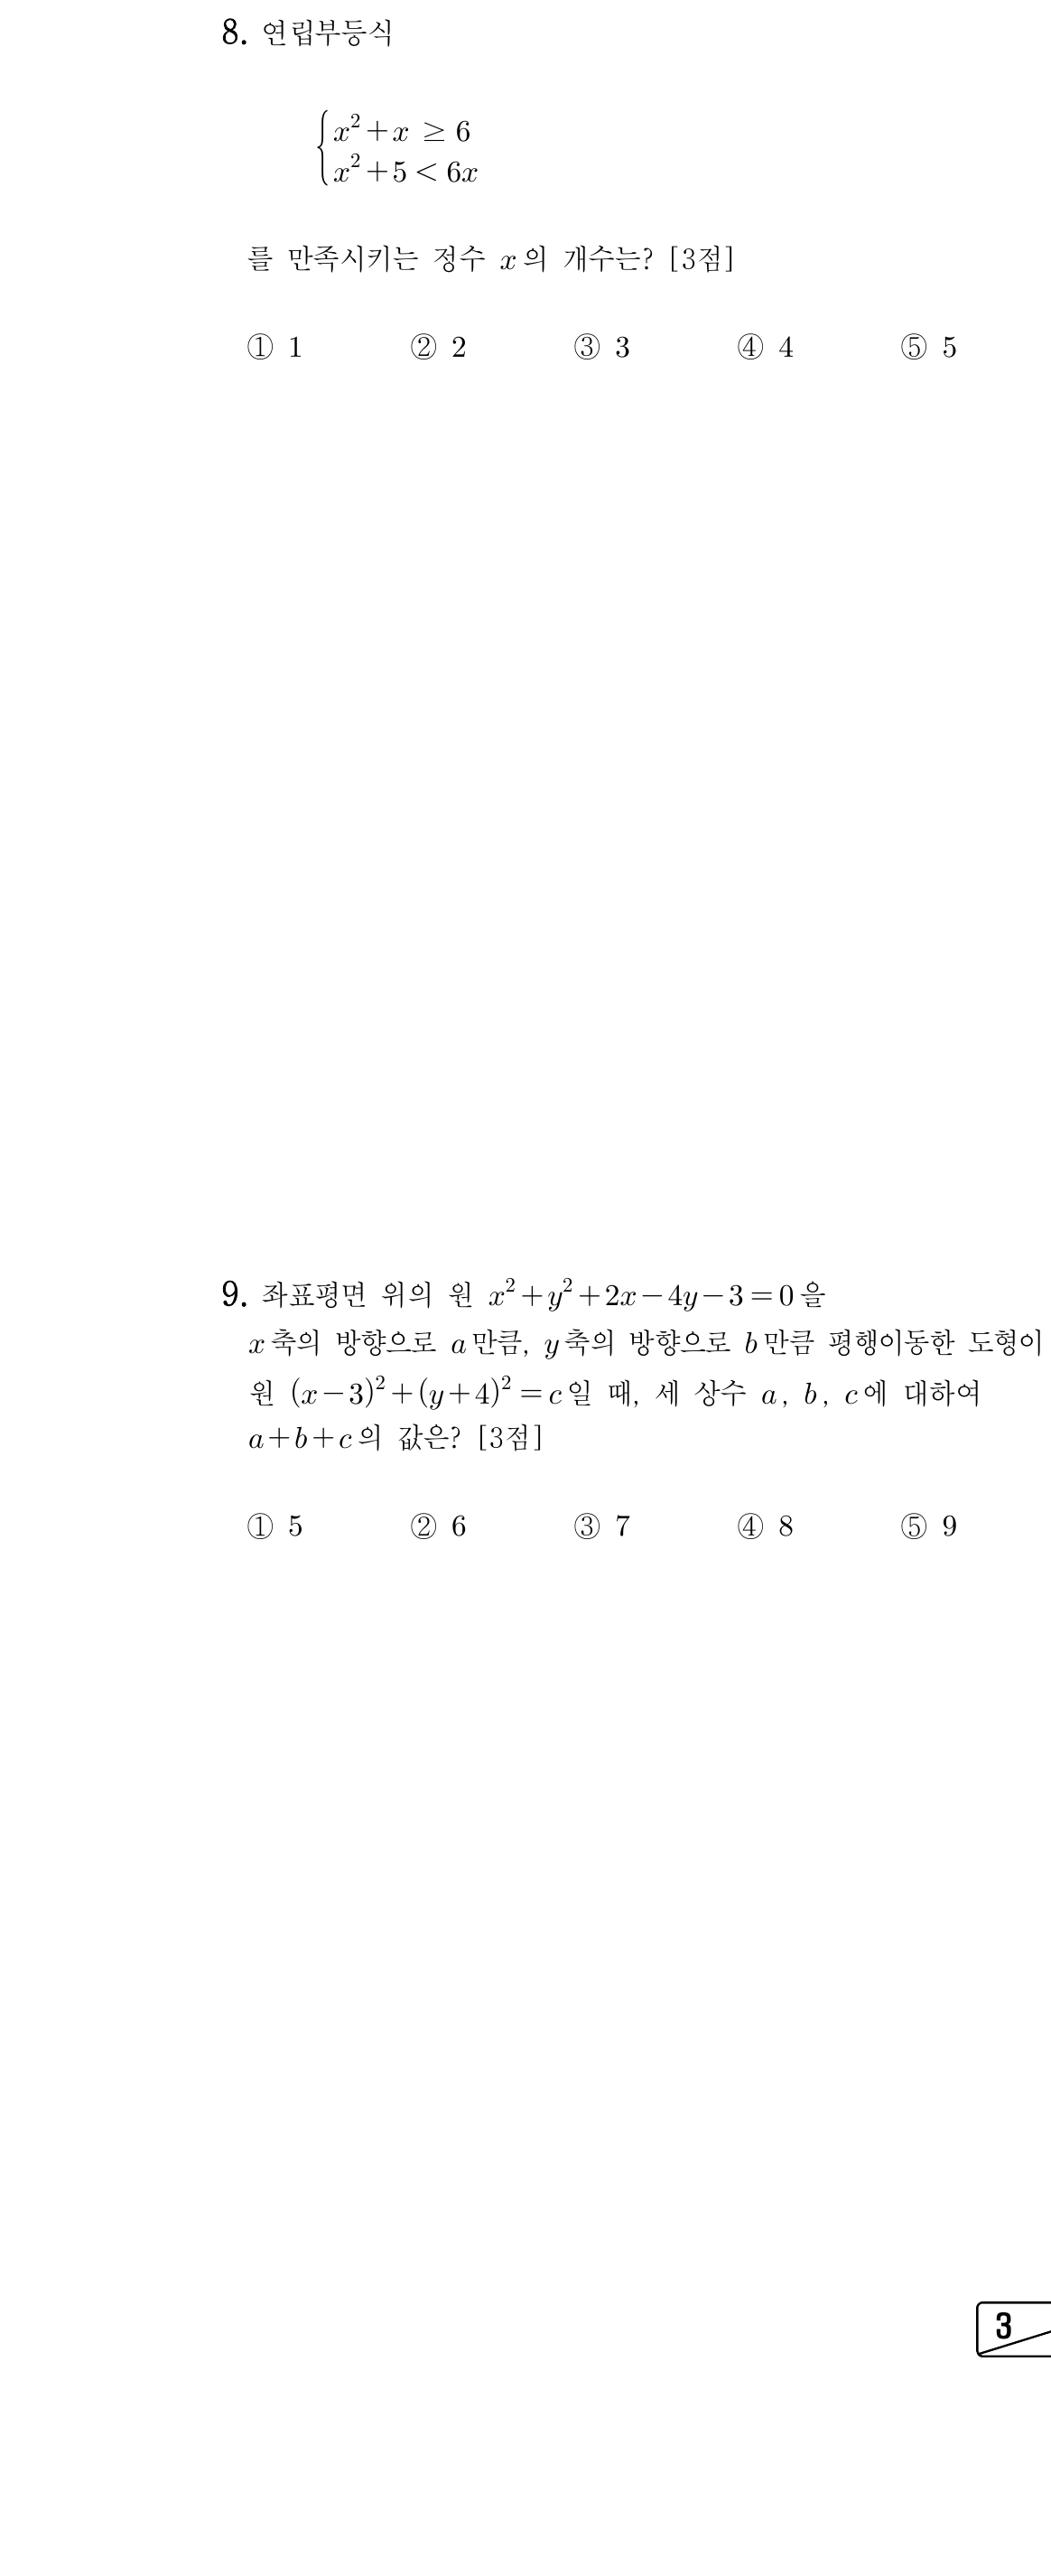 8. 연립부등식
x²+x ≥ 6
x²+5 < 6x
를 만족시키는 정수 x의 개수는? [3점]
① 1 ② 2 ③ 3 ④ 4 ⑤ 5
9. 좌표평면 위의 원 x²+y²+2x−4y−3=0을
x축의 방향으로 a만큼, y축의 방향으로 b만큼 평행이동한 도형이
원 (x−3)²+(y+4)²=c일 때, 세 상수 a, b, c에 대하여
a+b+c의 값은? [3점]
① 5 ② 6 ③ 7 ④ 8 ⑤ 9
3